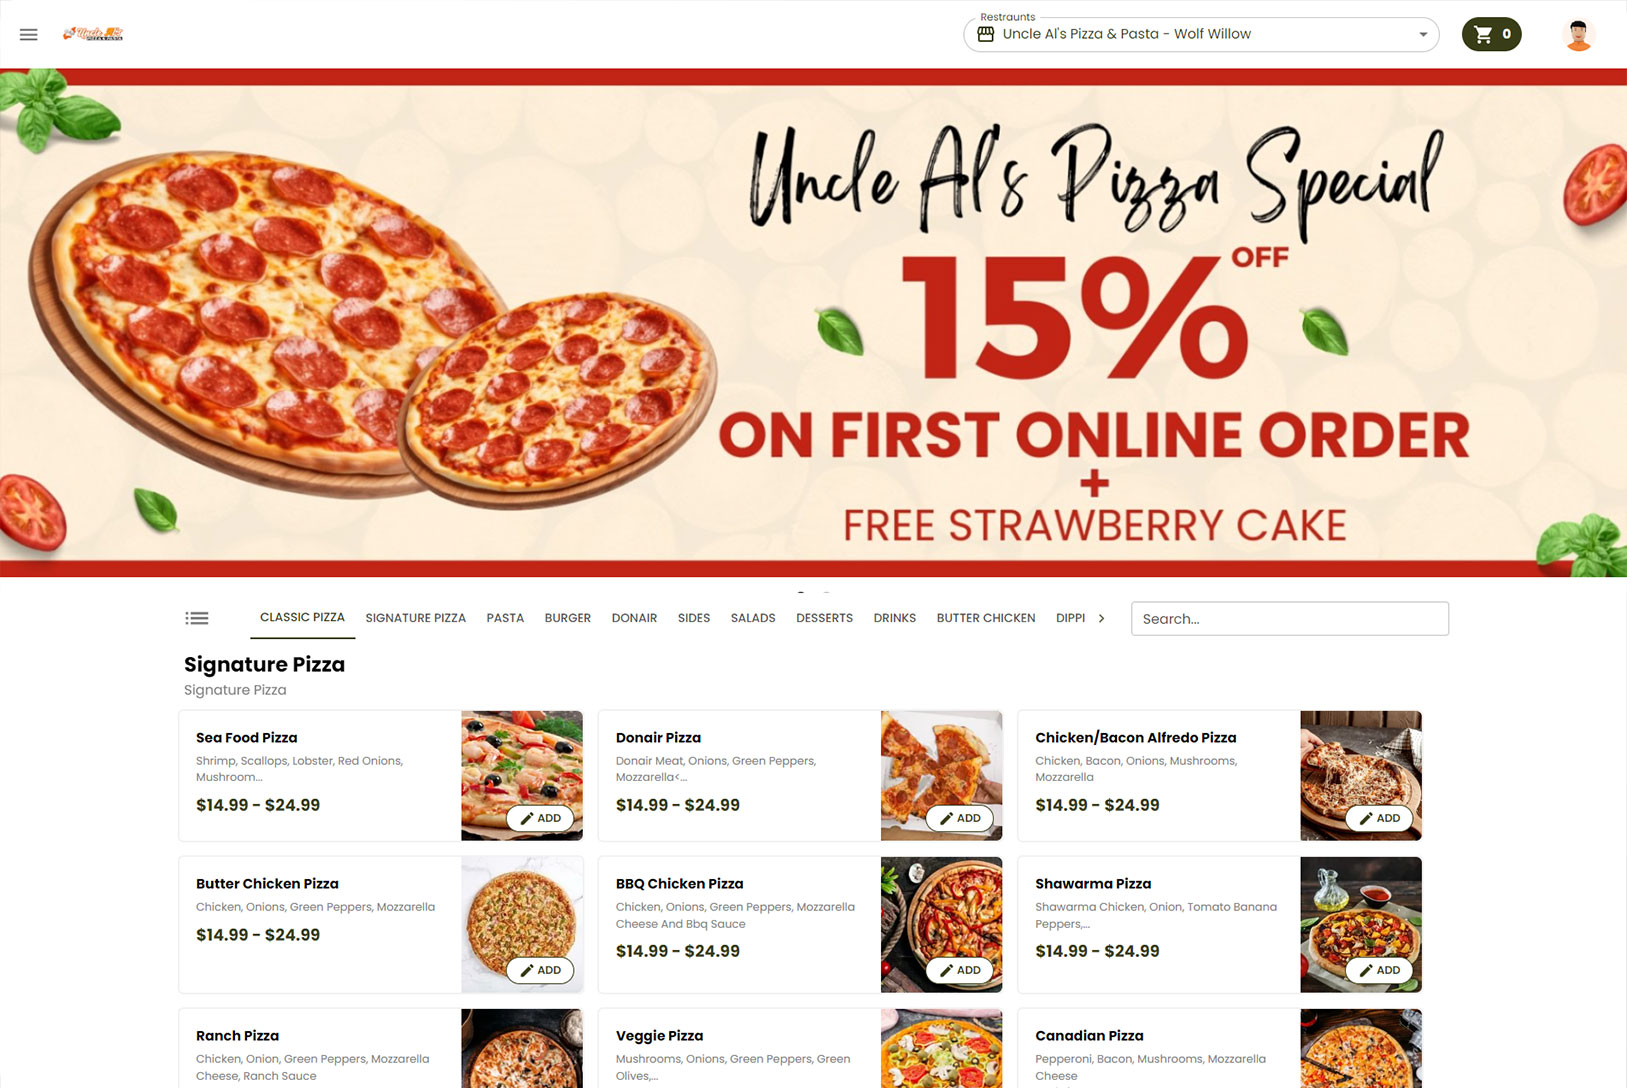 Restraunts
Uncle Al's
PIZZA & PASTA
Uncle Al's Pizza & Pasta - Wolf Willow
0
Uncle Al's Pizza Special
15% OFF
ON FIRST ONLINE ORDER
+
FREE STRAWBERRY CAKE
CLASSIC PIZZA SIGNATURE PIZZA PASTA BURGER DONAIR SIDES SALADS DESSERTS DRINKS BUTTER CHICKEN DIPPI
Search...
Signature Pizza
Signature Pizza
Sea Food Pizza
Shrimp, Scallops, Lobster, Red Onions,
Mushroom...
$14.99 - $24.99
ADD
Donair Pizza
Donair Meat, Onions, Green Peppers,
Mozzarella<...
$14.99 - $24.99
ADD
Chicken/Bacon Alfredo Pizza
Chicken, Bacon, Onions, Mushrooms,
Mozzarella
$14.99 - $24.99
ADD
Butter Chicken Pizza
Chicken, Onions, Green Peppers, Mozzarella
$14.99 - $24.99
ADD
BBQ Chicken Pizza
Chicken, Onions, Green Peppers, Mozzarella
Cheese And Bbq Sauce
$14.99 - $24.99
ADD
Shawarma Pizza
Shawarma Chicken, Onion, Tomato Banana
Peppers,...
$14.99 - $24.99
ADD
Ranch Pizza
Chicken, Onion, Green Peppers, Mozzarella
Cheese, Ranch Sauce
Veggie Pizza
Mushrooms, Onions, Green Peppers, Green
Olives,...
Canadian Pizza
Pepperoni, Bacon, Mushrooms, Mozzarella
Cheese